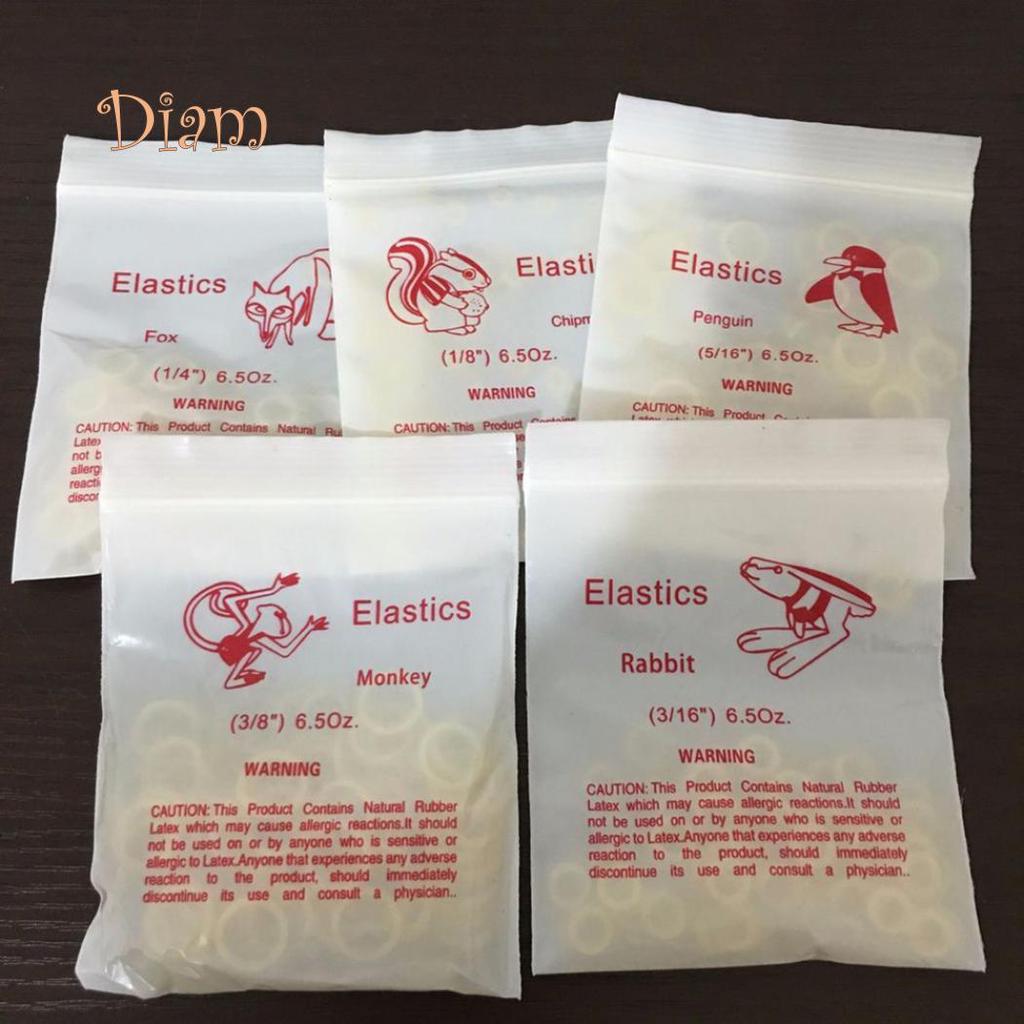 Diam
Elastics
Fox
(1/4") 6.5Oz.
WARNING
CAUTION: This Product Contains Natural
Elasti
Chipm
(1/8") 6.5Oz.
WARNING
CAUTION: This Product Contains
Elastics
Penguin
(5/16") 6.5Oz.
WARNING
CAUTION: This Product
Elastics
Monkey
(3/8") 6.5Oz.
WARNING
CAUTION: This Product Contains Natural Rubber
Latex which may cause allergic reactions.It should
not be used on or by anyone who is sensitive or
allergic to Latex.Anyone that experiences any adverse
reaction to the product, should immediately
discontinue its use and consult a physician..
Elastics
Rabbit
(3/16") 6.5Oz.
WARNING
CAUTION: This Product Contains Natural Rubber
Latex which may cause allergic reactions.It should
not be used on or by anyone who is sensitive or
allergic to Latex.Anyone that experiences any adverse
reaction to the product, should immediately
discontinue its use and consult a physician..